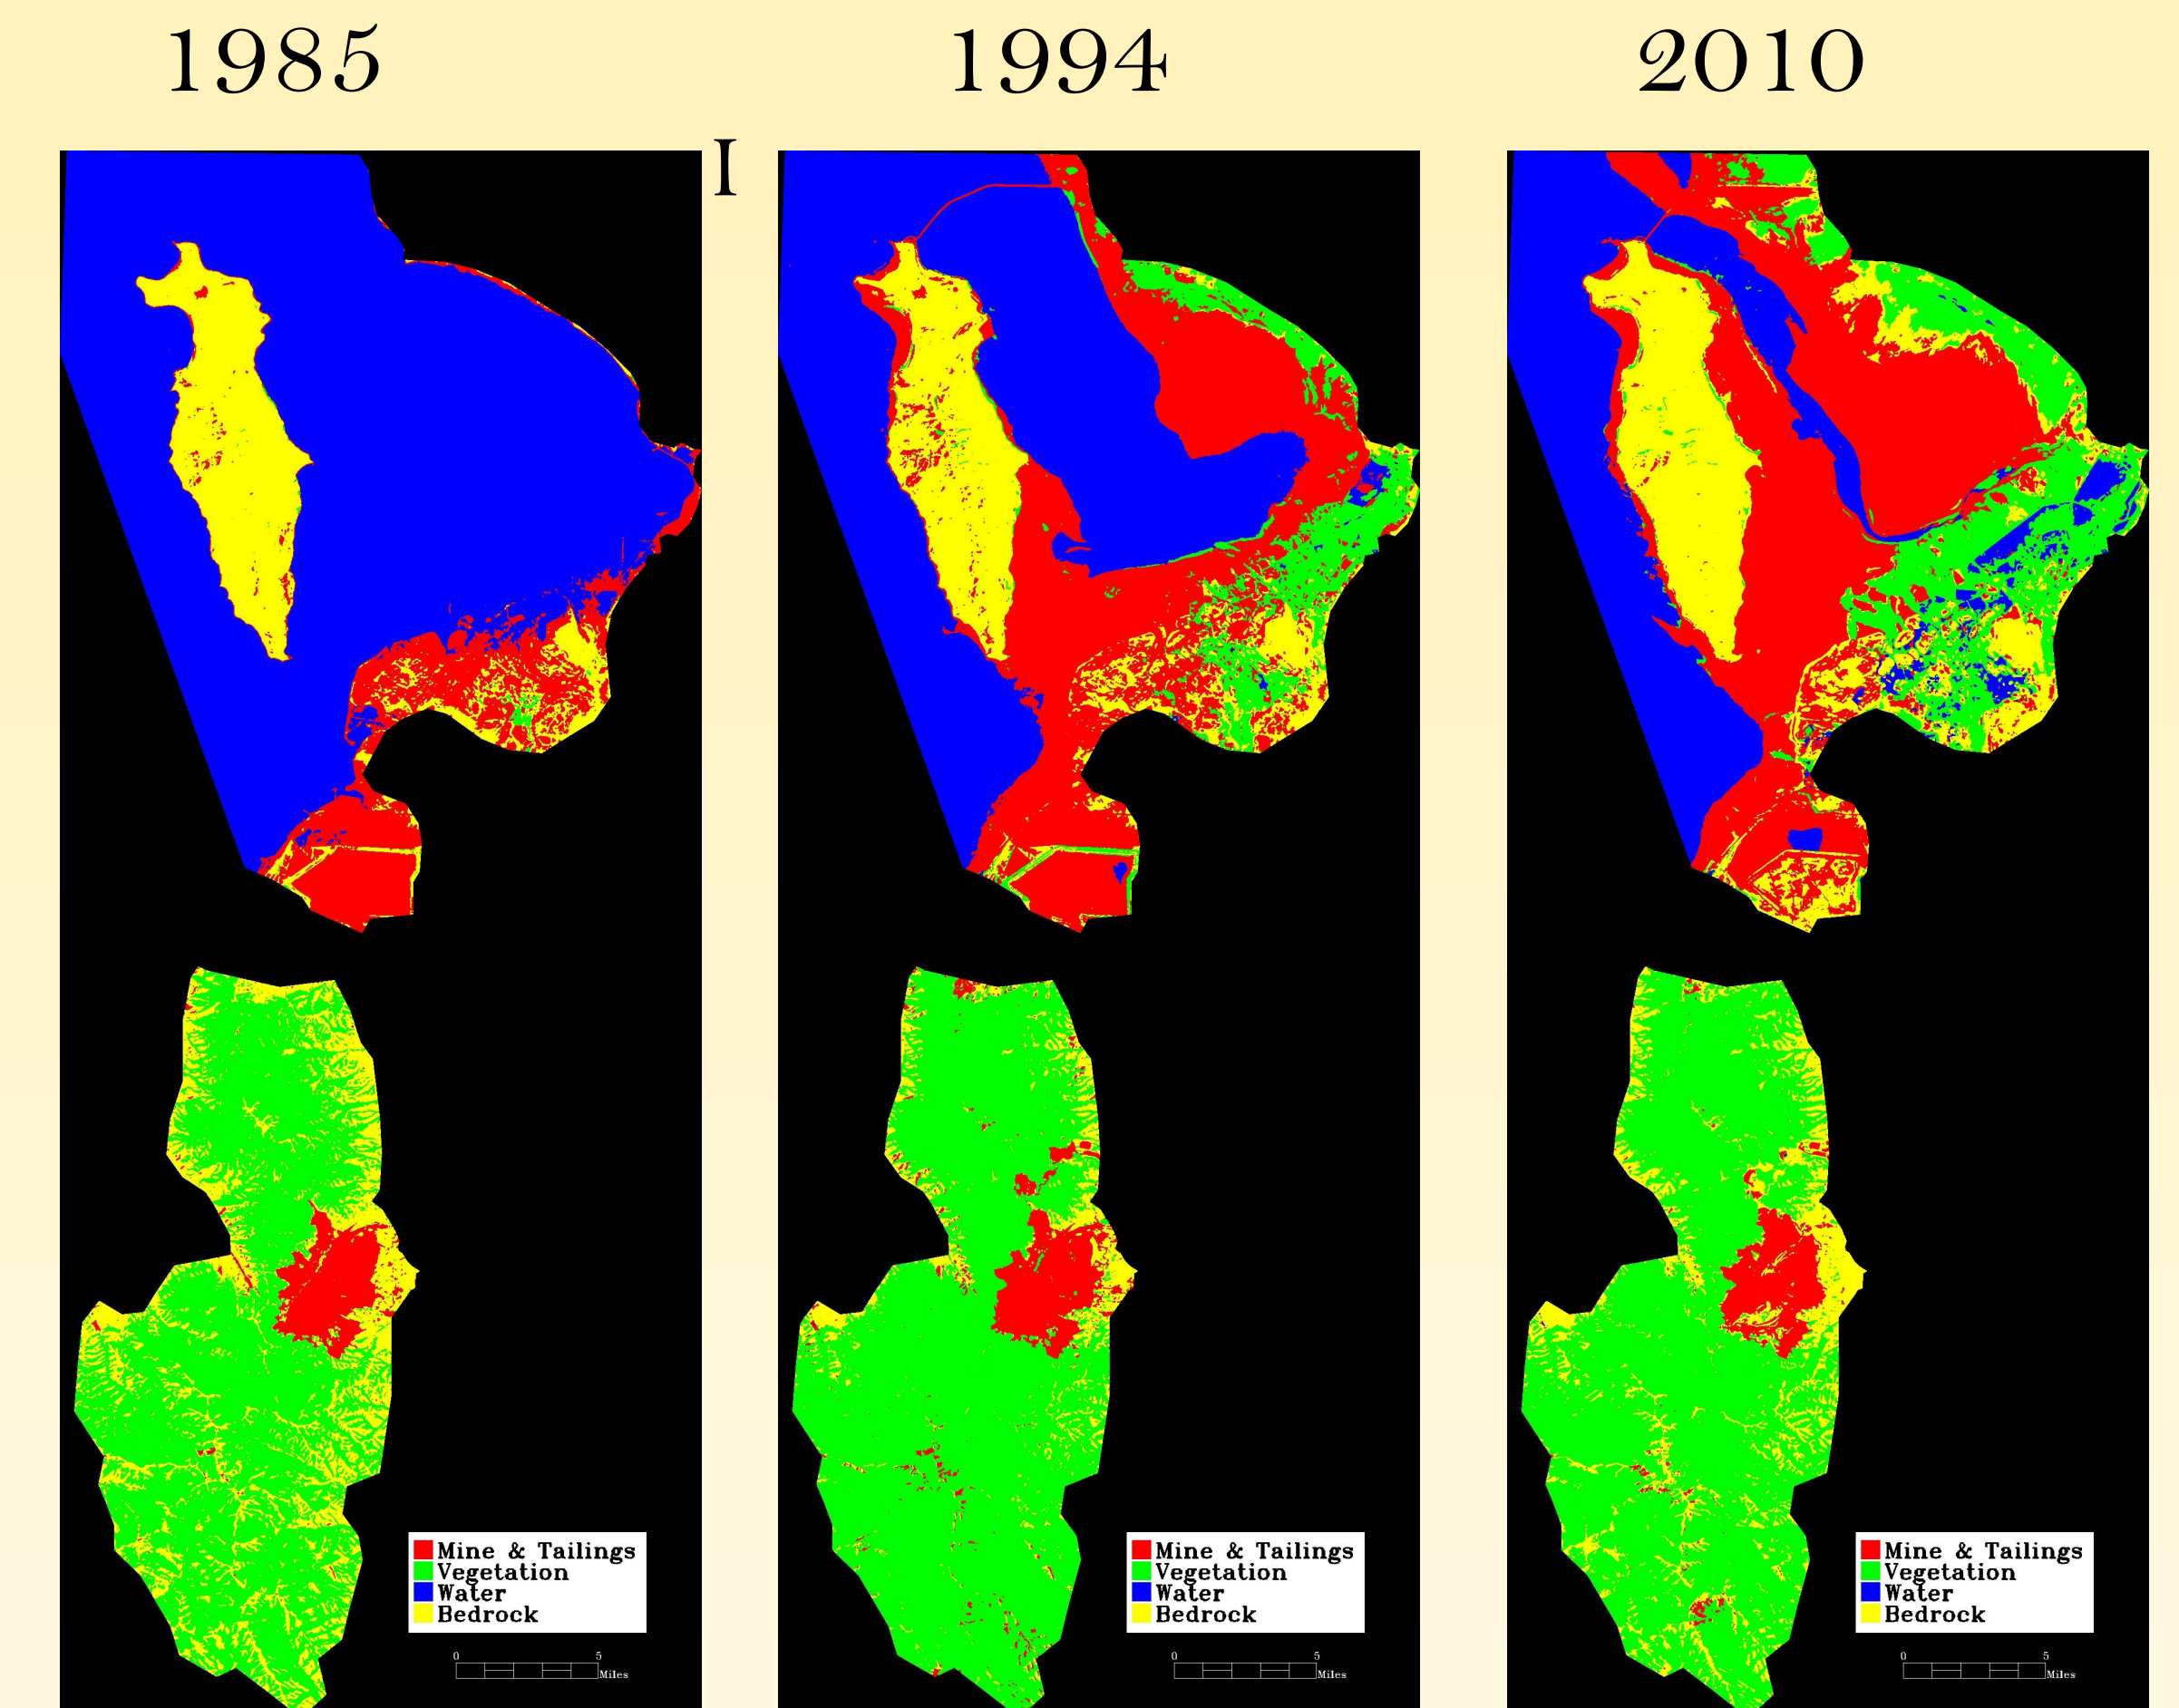 1985
1994
2010
I
Mine & Tailings
Vegetation
Water
Bedrock
0 5
Miles
Mine & Tailings
Vegetation
Water
Bedrock
0 5
Miles
Mine & Tailings
Vegetation
Water
Bedrock
0 5
Miles